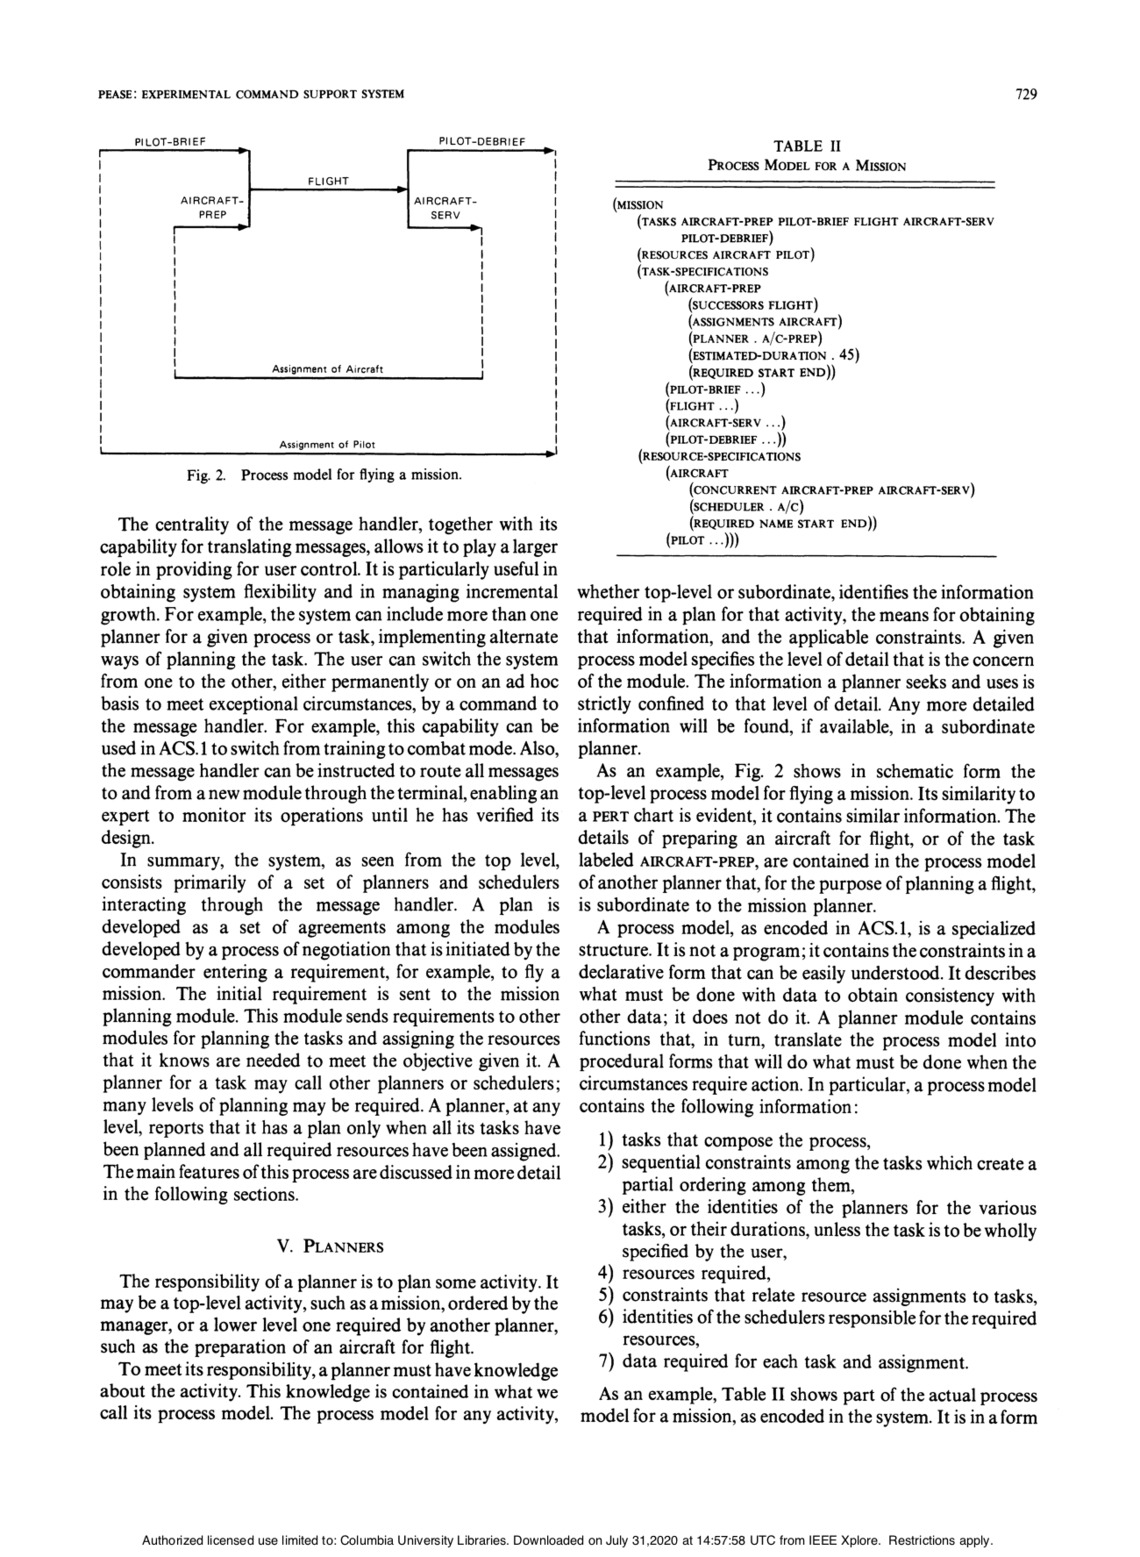 PEASE: EXPERIMENTAL COMMAND SUPPORT SYSTEM
729
PILOT-BRIEF
PILOT-DEBRIEF
FLIGHT
AIRCRAFT-
PREP
AIRCRAFT-
SERV
Assignment of Aircraft
Assignment of Pilot
Fig. 2. Process model for flying a mission.
The centrality of the message handler, together with its
capability for translating messages, allows it to play a larger
role in providing for user control. It is particularly useful in
obtaining system flexibility and in managing incremental
growth. For example, the system can include more than one
planner for a given process or task, implementing alternate
ways of planning the task. The user can switch the system
from one to the other, either permanently or on an ad hoc
basis to meet exceptional circumstances, by a command to
the message handler. For example, this capability can be
used in ACS.1 to switch from training to combat mode. Also,
the message handler can be instructed to route all messages
to and from a new module through the terminal, enabling an
expert to monitor its operations until he has verified its
design.
In summary, the system, as seen from the top level,
consists primarily of a set of planners and schedulers
interacting through the message handler. A plan is
developed as a set of agreements among the modules
developed by a process of negotiation that is initiated by the
commander entering a requirement, for example, to fly a
mission. The initial requirement is sent to the mission
planning module. This module sends requirements to other
modules for planning the tasks and assigning the resources
that it knows are needed to meet the objective given it. A
planner for a task may call other planners or schedulers;
many levels of planning may be required. A planner, at any
level, reports that it has a plan only when all its tasks have
been planned and all required resources have been assigned.
The main features of this process are discussed in more detail
in the following sections.
V. PLANNERS
The responsibility of a planner is to plan some activity. It
may be a top-level activity, such as a mission, ordered by the
manager, or a lower level one required by another planner,
such as the preparation of an aircraft for flight.
To meet its responsibility, a planner must have knowledge
about the activity. This knowledge is contained in what we
call its process model. The process model for any activity,
TABLE II
PROCESS MODEL FOR A MISSION
(MISSION
(TASKS AIRCRAFT-PREP PILOT-BRIEF FLIGHT AIRCRAFT-SERV
PILOT-DEBRIEF)
(RESOURCES AIRCRAFT PILOT)
(TASK-SPECIFICATIONS
(AIRCRAFT-PREP
(SUCCESSORS FLIGHT)
(ASSIGNMENTS AIRCRAFT)
(PLANNER . A/C-PREP)
(ESTIMATED-DURATION . 45)
(REQUIRED START END))
(PILOT-BRIEF ...)
(FLIGHT ...)
(AIRCRAFT-SERV ...)
(PILOT-DEBRIEF ...))
(RESOURCE-SPECIFICATIONS
(AIRCRAFT
(CONCURRENT AIRCRAFT-PREP AIRCRAFT-SERV)
(SCHEDULER . A/C)
(REQUIRED NAME START END))
(PILOT ...)))
whether top-level or subordinate, identifies the information
required in a plan for that activity, the means for obtaining
that information, and the applicable constraints. A given
process model specifies the level of detail that is the concern
of the module. The information a planner seeks and uses is
strictly confined to that level of detail. Any more detailed
information will be found, if available, in a subordinate
planner.
As an example, Fig. 2 shows in schematic form the
top-level process model for flying a mission. Its similarity to
a PERT chart is evident, it contains similar information. The
details of preparing an aircraft for flight, or of the task
labeled AIRCRAFT-PREP, are contained in the process model
of another planner that, for the purpose of planning a flight,
is subordinate to the mission planner.
A process model, as encoded in ACS.1, is a specialized
structure. It is not a program; it contains the constraints in a
declarative form that can be easily understood. It describes
what must be done with data to obtain consistency with
other data; it does not do it. A planner module contains
functions that, in turn, translate the process model into
procedural forms that will do what must be done when the
circumstances require action. In particular, a process model
contains the following information:
1) tasks that compose the process,
2) sequential constraints among the tasks which create a
partial ordering among them,
3) either the identities of the planners for the various
tasks, or their durations, unless the task is to be wholly
specified by the user,
4) resources required,
5) constraints that relate resource assignments to tasks,
6) identities of the schedulers responsible for the required
resources,
7) data required for each task and assignment.
As an example, Table II shows part of the actual process
model for a mission, as encoded in the system. It is in a form
Authorized licensed use limited to: Columbia University Libraries. Downloaded on July 31,2020 at 14:57:58 UTC from IEEE Xplore. Restrictions apply.